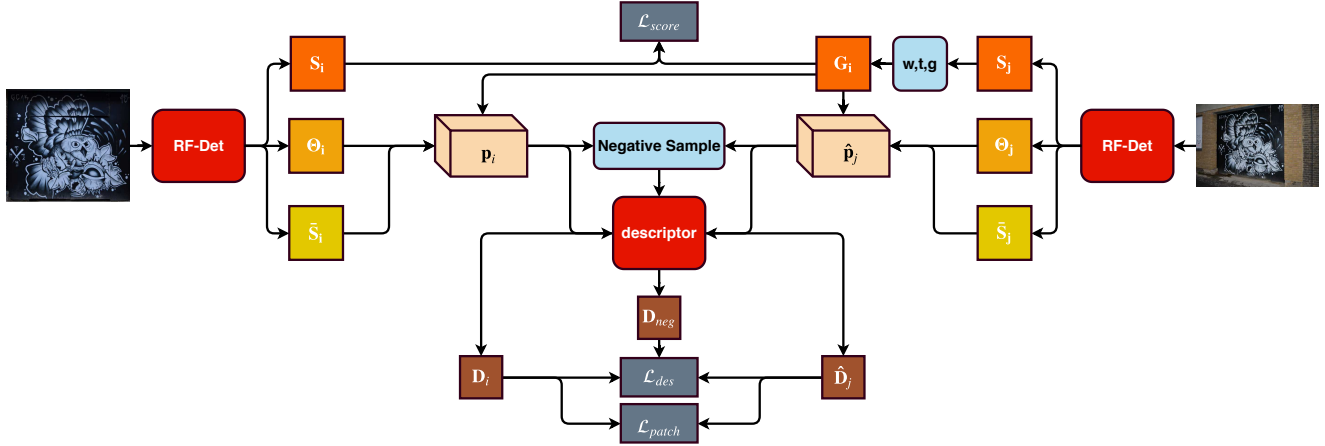 ℒ_score
S_i
G_i
w,t,g
S_j
RF-Det
Θ_i
p_i
Negative Sample
p̂_j
Θ_j
RF-Det
S̄_i
descriptor
S̄_j
D_neg
D_i
ℒ_des
D̂_j
ℒ_patch